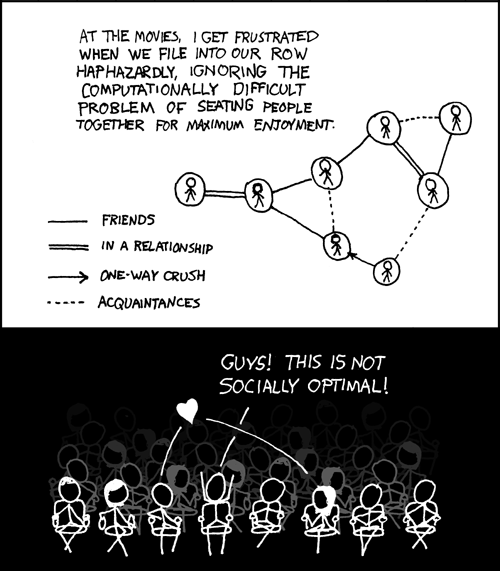 AT THE MOVIES, I GET FRUSTRATED
WHEN WE FILE INTO OUR ROW
HAPHAZARDLY, IGNORING THE
COMPUTATIONALLY DIFFICULT
PROBLEM OF SEATING PEOPLE
TOGETHER FOR MAXIMUM ENJOYMENT.
FRIENDS
IN A RELATIONSHIP
ONE-WAY CRUSH
ACQUAINTANCES
GUYS! THIS IS NOT
SOCIALLY OPTIMAL!